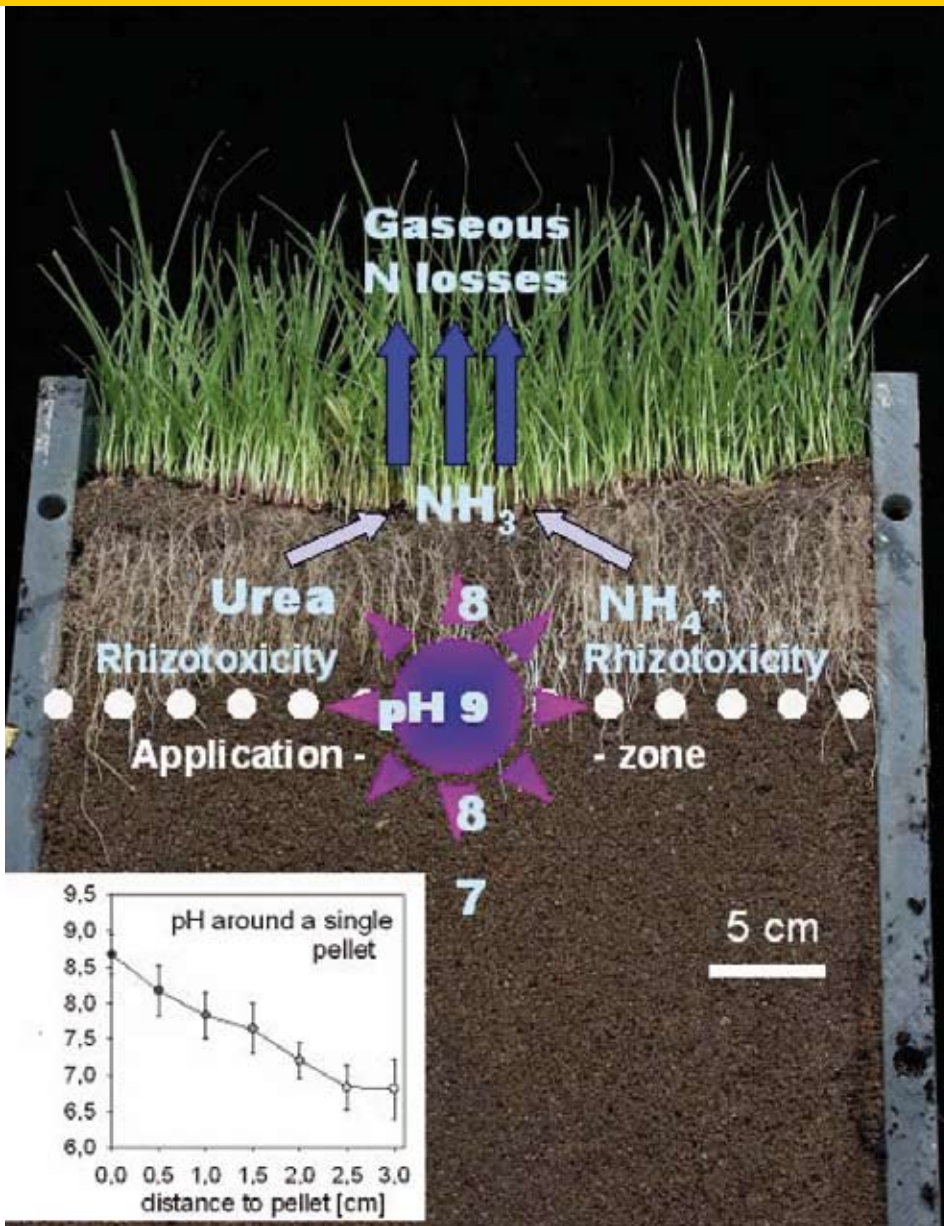 Gaseous
N losses
NH₃
Urea 8 NH₄⁺
Rhizotoxicity Rhizotoxicity
pH 9
Application - - zone
8
7
5 cm
pH around a single
pellet
9,5
9,0
8,5
8,0
7,5
7,0
6,5
6,0
0,0 0,5 1,0 1,5 2,0 2,5 3,0
distance to pellet [cm]